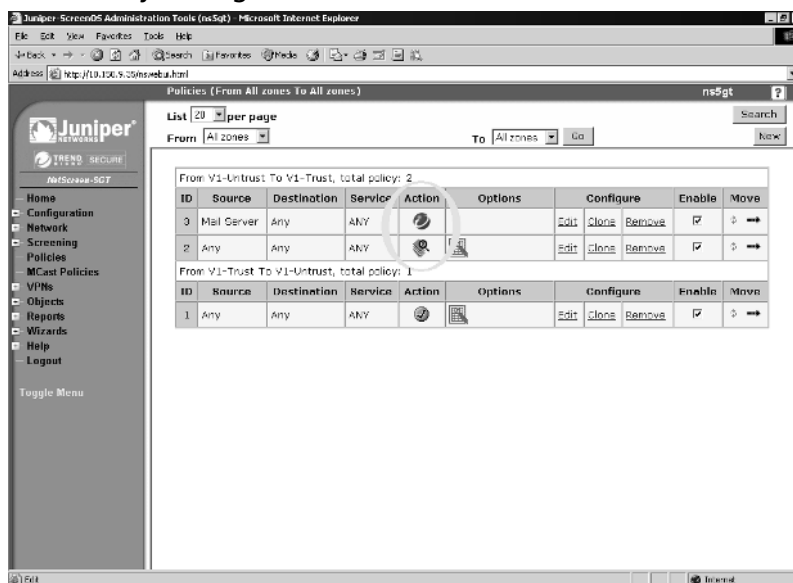 Juniper ScreenOS Administration Tools (ns5gt) - Microsoft Internet Explorer
File Edit View Favorites Tools Help
Back Search Favorites Media
Address http://10.150.9.35/nswebui.html
Policies (From All zones To All zones) ns5gt ?
List 20 per page Search
From All zones To All zones Go New
Juniper
NETWORKS
TREND SECURE
NetScreen-5GT
Home
Configuration
Network
Screening
Policies
MCast Policies
VPNs
Objects
Reports
Wizards
Help
Logout
Toggle Menu
From V1-Untrust To V1-Trust, total policy: 2
ID Source Destination Service Action Options Configure Enable Move
3 Mail Server Any ANY Edit Clone Remove
2 Any Any ANY Edit Clone Remove
From V1-Trust To V1-Untrust, total policy: 1
ID Source Destination Service Action Options Configure Enable Move
1 Any Any ANY Edit Clone Remove
Edit Internet